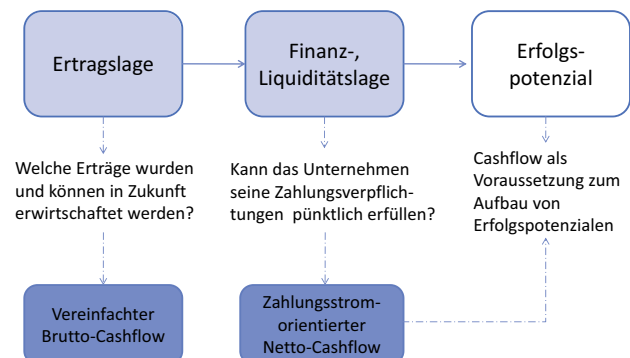 Ertragslage
Finanz-,
Liquiditätslage
Erfolgs-
potenzial
Welche Erträge wurden
und können in Zukunft
erwirtschaftet werden?
Kann das Unternehmen
seine Zahlungsverpflich-
tungen pünktlich erfüllen?
Cashflow als
Voraussetzung zum
Aufbau von
Erfolgspotenzialen
Vereinfachter
Brutto-Cashflow
Zahlungsstrom-
orientierter
Netto-Cashflow